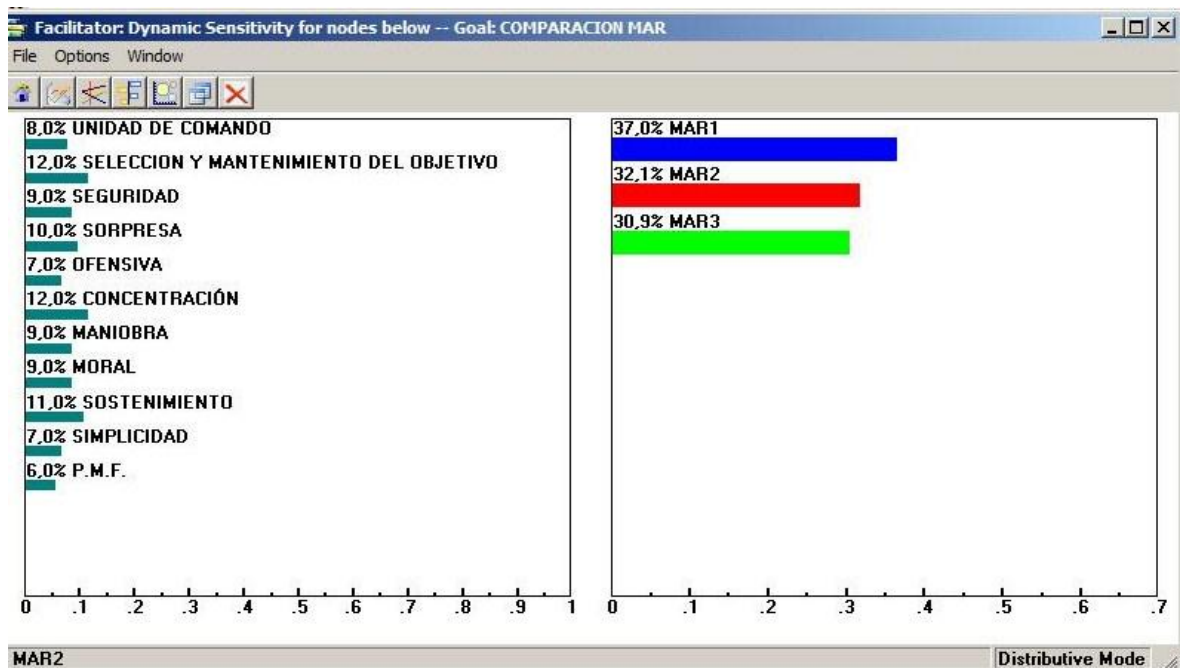 Facilitator: Dynamic Sensitivity for nodes below -- Goal: COMPARACION MAR
File Options Window
8,0% UNIDAD DE COMANDO
12,0% SELECCION Y MANTENIMIENTO DEL OBJETIVO
9,0% SEGURIDAD
10,0% SORPRESA
7,0% OFENSIVA
12,0% CONCENTRACIÓN
9,0% MANIOBRA
9,0% MORAL
11,0% SOSTENIMIENTO
7,0% SIMPLICIDAD
6,0% P.M.F.
0 .1 .2 .3 .4 .5 .6 .7 .8 .9 1
37,0% MAR1
32,1% MAR2
30,9% MAR3
0 .1 .2 .3 .4 .5 .6 .7
MAR2
Distributive Mode